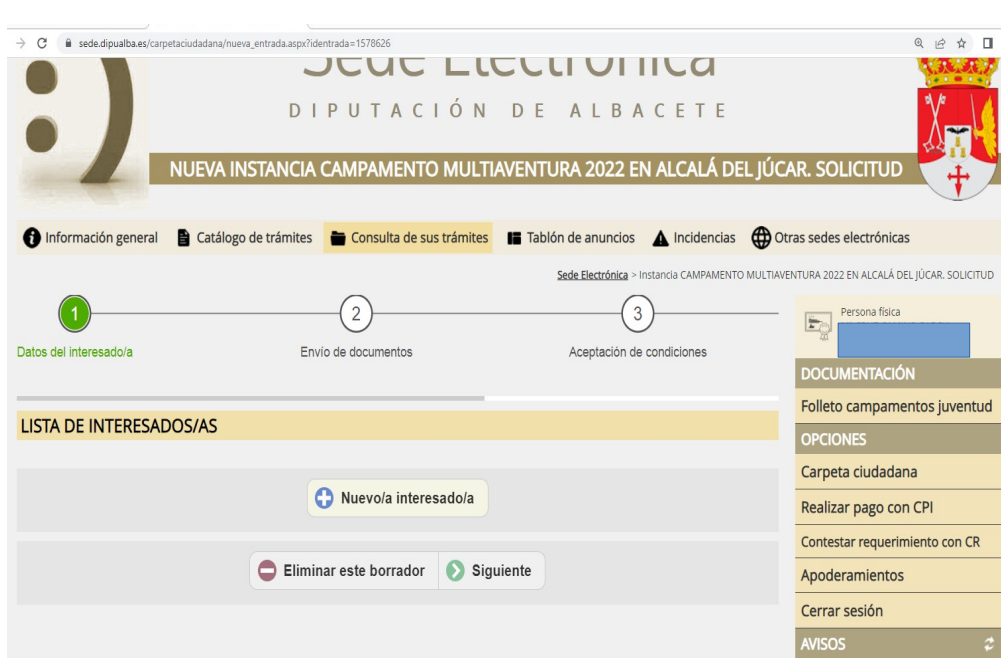 sede.dipualba.es/carpetaciudadana/nueva_entrada.aspx?identrada=1578626
Sede Electrónica
DIPUTACIÓN DE ALBACETE
NUEVA INSTANCIA CAMPAMENTO MULTIAVENTURA 2022 EN ALCALÁ DEL JÚCAR. SOLICITUD
Información general Catálogo de trámites Consulta de sus trámites Tablón de anuncios Incidencias Otras sedes electrónicas
Sede Electrónica > Instancia CAMPAMENTO MULTIAVENTURA 2022 EN ALCALÁ DEL JÚCAR. SOLICITUD
1 2 3
Datos del interesado/a Envío de documentos Aceptación de condiciones
LISTA DE INTERESADOS/AS
Nuevo/a interesado/a
Eliminar este borrador Siguiente
Persona física
DOCUMENTACIÓN
Folleto campamentos juventud
OPCIONES
Carpeta ciudadana
Realizar pago con CPI
Contestar requerimiento con CR
Apoderamientos
Cerrar sesión
AVISOS